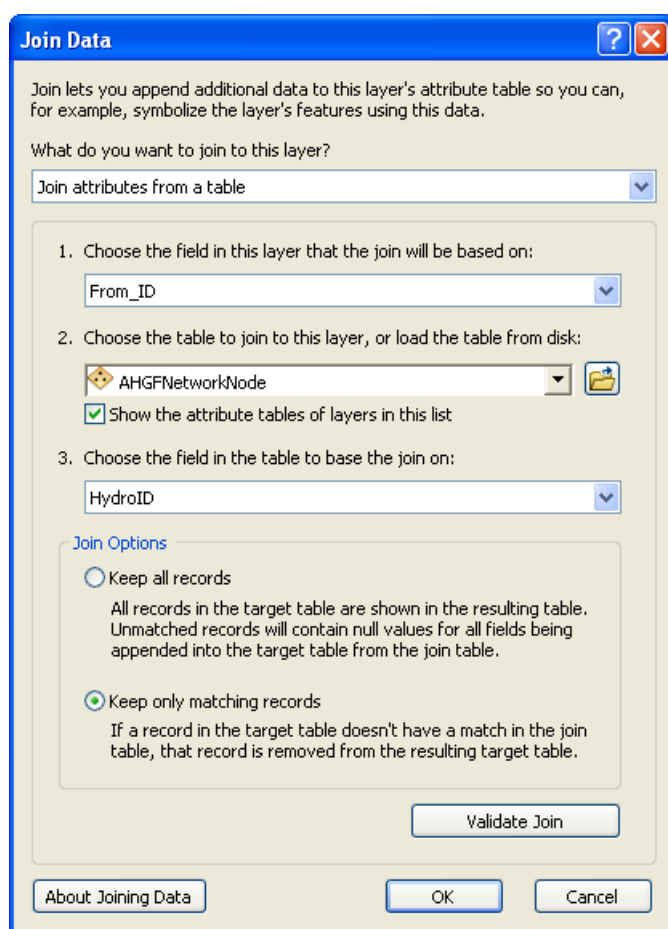 Join Data
Join lets you append additional data to this layer's attribute table so you can,
for example, symbolize the layer's features using this data.
What do you want to join to this layer?
Join attributes from a table
1. Choose the field in this layer that the join will be based on:
From_ID
2. Choose the table to join to this layer, or load the table from disk:
AHGFNetworkNode
Show the attribute tables of layers in this list
3. Choose the field in the table to base the join on:
HydroID
Join Options
Keep all records
All records in the target table are shown in the resulting table.
Unmatched records will contain null values for all fields being
appended into the target table from the join table.
Keep only matching records
If a record in the target table doesn't have a match in the join
table, that record is removed from the resulting target table.
Validate Join
About Joining Data
OK
Cancel